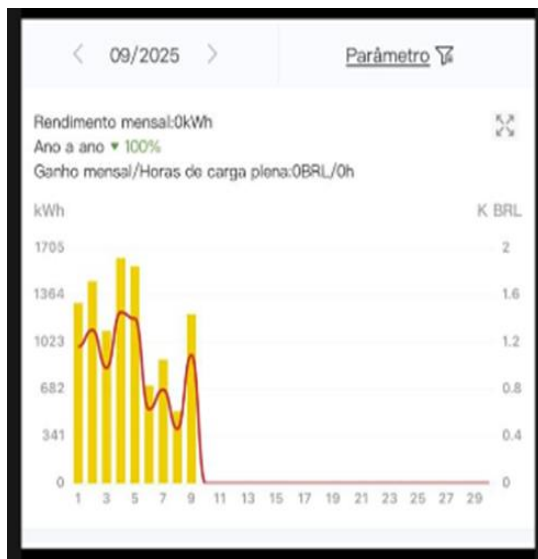 09/2025
Parâmetro
Rendimento mensal:0kWh
Ano a ano ▼ 100%
Ganho mensal/Horas de carga plena:0BRL/0h
kWh K BRL
1705 2
1364 1.6
1023 1.2
682 0.8
341 0.4
0 0
1 3 5 7 9 11 13 15 17 19 21 23 25 27 29